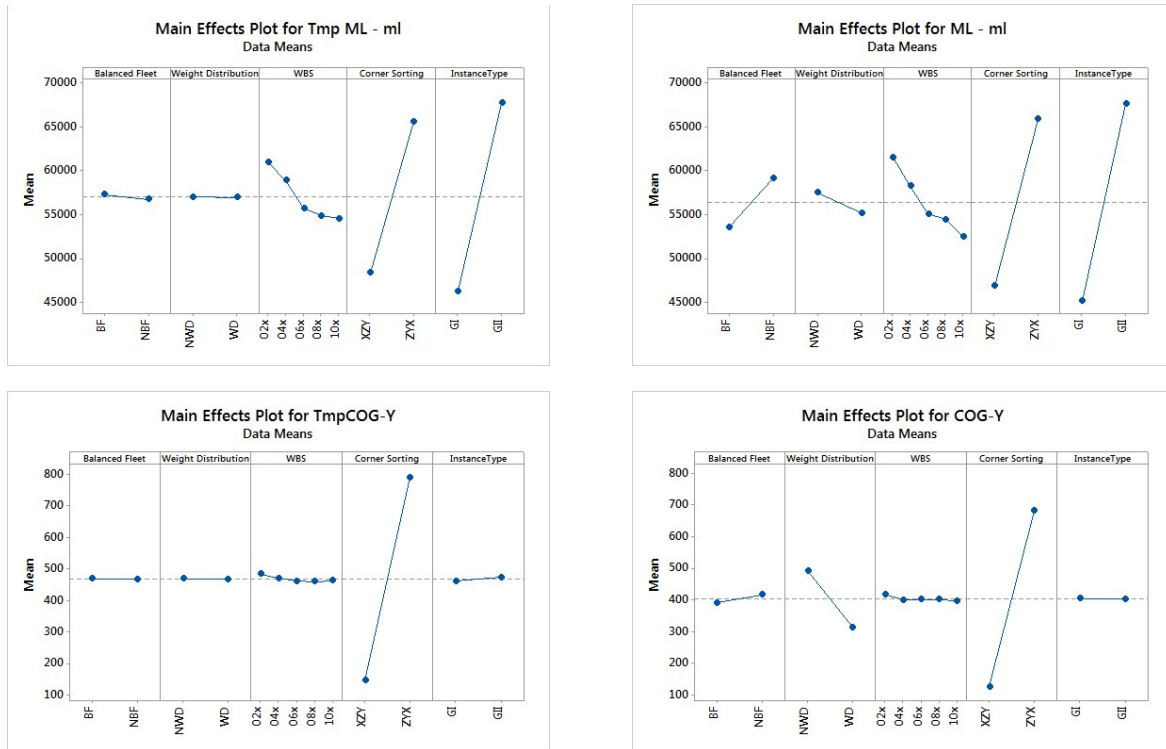 Main Effects Plot for Tmp ML - ml
Data Means
Balanced Fleet Weight Distribution WBS Corner Sorting InstanceType
70000
65000
60000
55000
50000
45000
Mean
BF NBF NWD WD 02x 04x 06x 08x 10x XZY ZYX GI GII
Main Effects Plot for ML - ml
Data Means
Balanced Fleet Weight Distribution WBS Corner Sorting InstanceType
70000
65000
60000
55000
50000
45000
Mean
BF NBF NWD WD 02x 04x 06x 08x 10x XZY ZYX GI GII
Main Effects Plot for TmpCOG-Y
Data Means
Balanced Fleet Weight Distribution WBS Corner Sorting InstanceType
800
700
600
500
400
300
200
100
Mean
BF NBF NWD WD 02x 04x 06x 08x 10x XZY ZYX GI GII
Main Effects Plot for COG-Y
Data Means
Balanced Fleet Weight Distribution WBS Corner Sorting InstanceType
800
700
600
500
400
300
200
100
Mean
BF NBF NWD WD 02x 04x 06x 08x 10x XZY ZYX GI GII